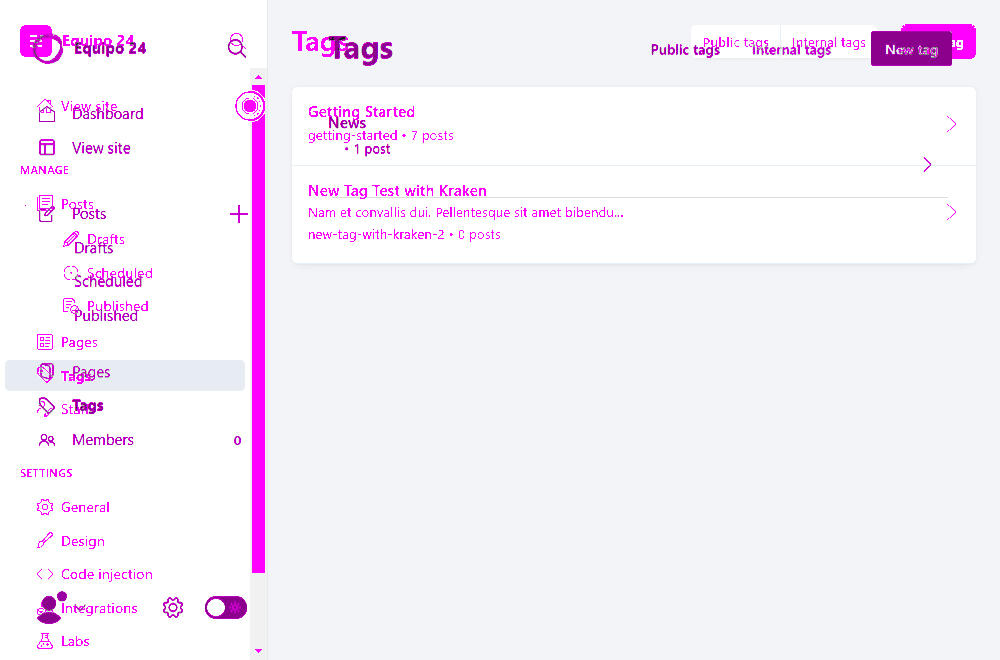 Equipo 24
Equipo 24
View site
Dashboard
View site
MANAGE
Posts
Posts
Drafts
Drafts
Scheduled
Scheduled
Published
Published
Pages
Pages
Tags
Staff
Tags
Members 0
SETTINGS
General
Design
Code injection
Integrations
Labs
Tags
Tags
Public tags Internal tags
Public tags Internal tags New tag
Getting Started
News
getting-started • 7 posts
• 1 post
New Tag Test with Kraken
Nam et convallis dui. Pellentesque sit amet bibendu...
new-tag-with-kraken-2 • 0 posts